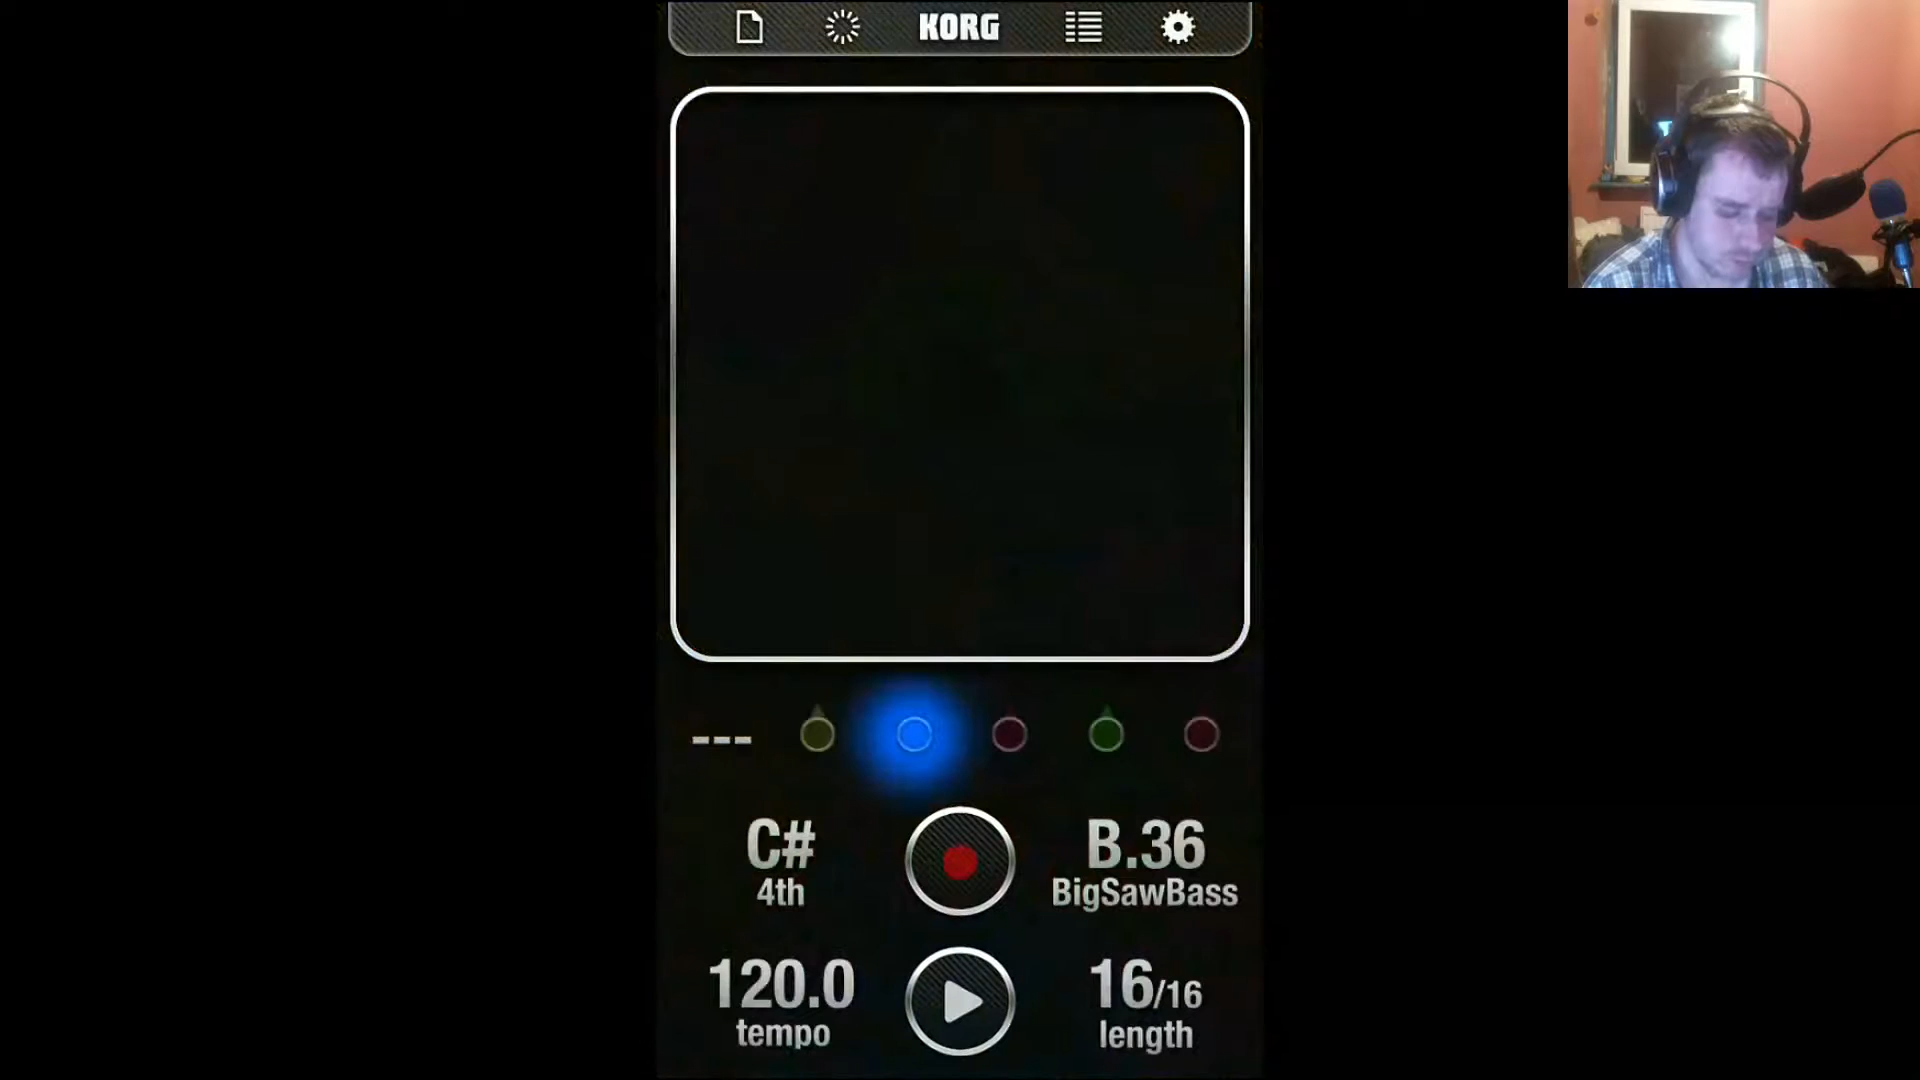 KORG
---
C#
4th
B.36
BigSawBass
120.0
tempo
16/16
length